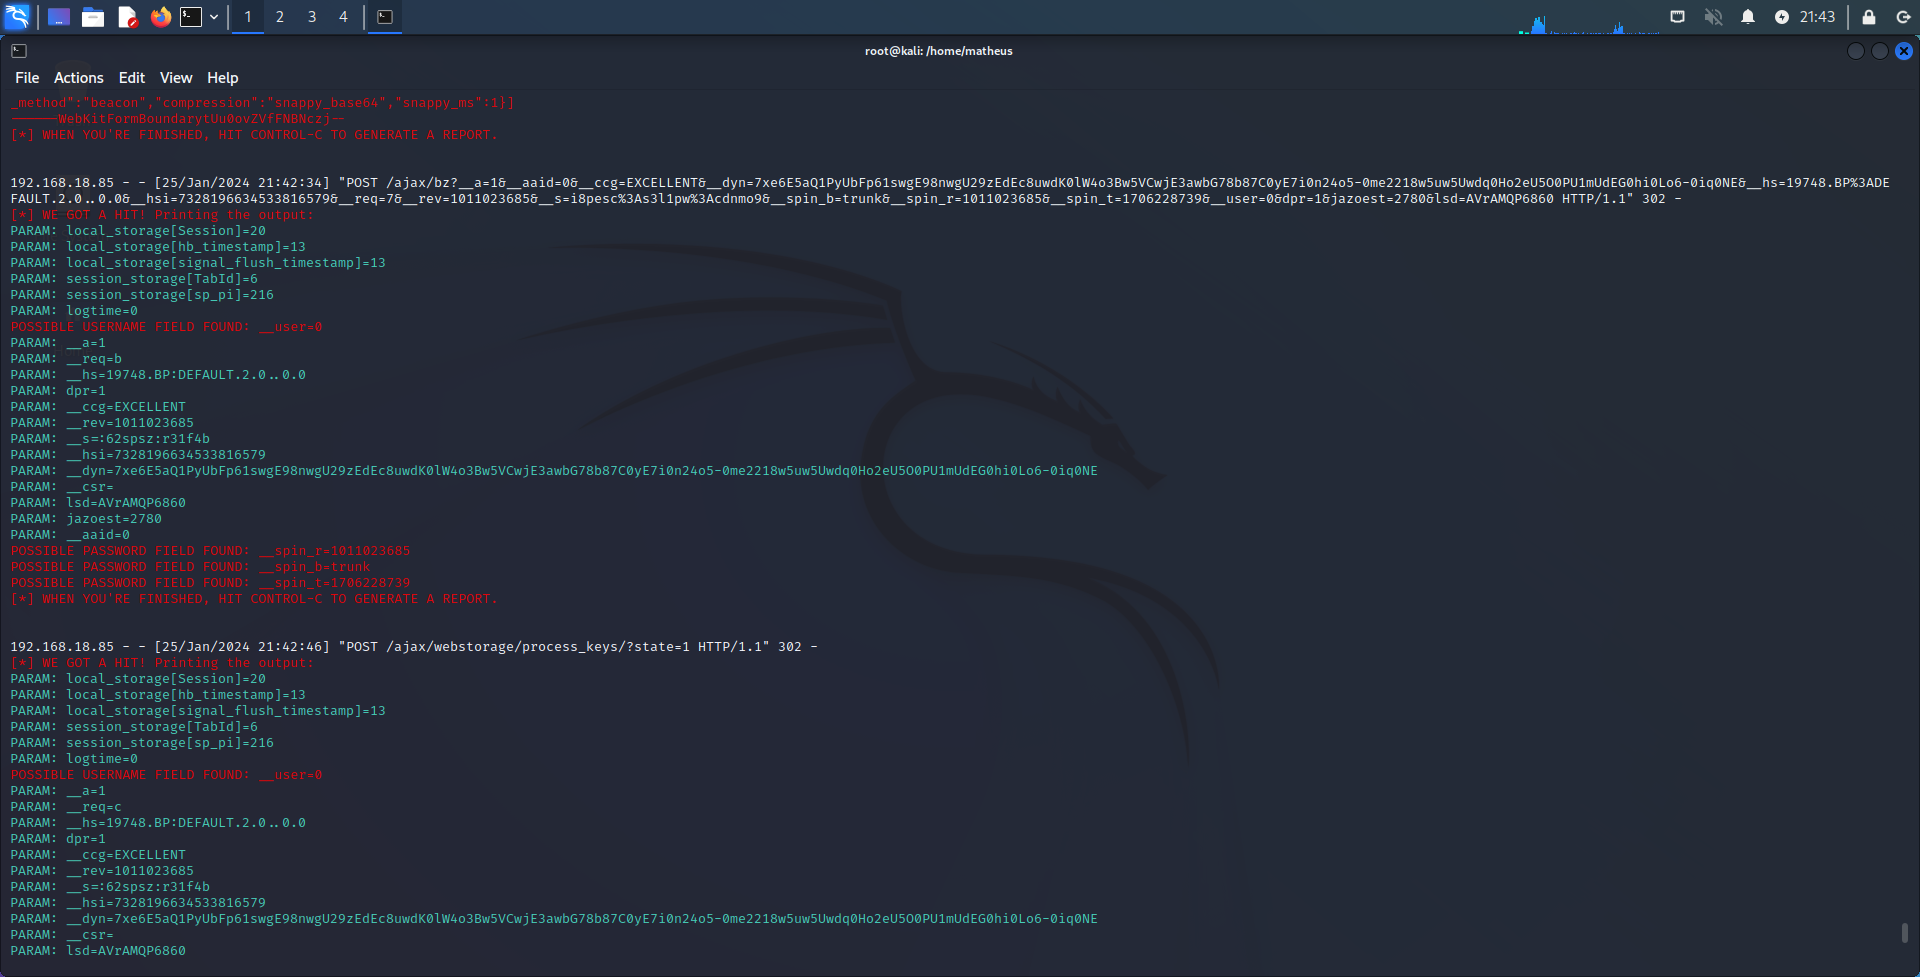 1 2 3 4 21:43
root@kali: /home/matheus
File Actions Edit View Help
_method":"beacon","compression":"snappy_base64","snappy_ms":1}]
------WebKitFormBoundarytUu0ovZVfFNBNczj--
[*] WHEN YOU'RE FINISHED, HIT CONTROL-C TO GENERATE A REPORT.
192.168.18.85 - - [25/Jan/2024 21:42:34] "POST /ajax/bz?__a=1&__aaid=0&__ccg=EXCELLENT&__dyn=7xe6E5aQ1PyUbFp61swgE98nwgU29zEdEc8uwdK0lW4o3Bw5VCwjE3awbG78b87C0yE7i0n24o5-0me2218w5uw5Uwdq0Ho2eU5O0PU1mUdEG0hi0Lo6-0iq0NE&__hs=19748.BP%3ADE
FAULT.2.0..0.0&__hsi=7328196634533816579&__req=7&__rev=1011023685&__s=i8pesc%3As3l1pw%3Acdnmo9&__spin_b=trunk&__spin_r=1011023685&__spin_t=1706228739&__user=0&dpr=1&jazoest=2780&lsd=AVrAMQP6860 HTTP/1.1" 302 -
[*] WE GOT A HIT! Printing the output:
PARAM: local_storage[Session]=20
PARAM: local_storage[hb_timestamp]=13
PARAM: local_storage[signal_flush_timestamp]=13
PARAM: session_storage[TabId]=6
PARAM: session_storage[sp_pi]=216
PARAM: logtime=0
POSSIBLE USERNAME FIELD FOUND: __user=0
PARAM: __a=1
PARAM: __req=b
PARAM: __hs=19748.BP:DEFAULT.2.0..0.0
PARAM: dpr=1
PARAM: __ccg=EXCELLENT
PARAM: __rev=1011023685
PARAM: __s=:62spsz:r31f4b
PARAM: __hsi=7328196634533816579
PARAM: __dyn=7xe6E5aQ1PyUbFp61swgE98nwgU29zEdEc8uwdK0lW4o3Bw5VCwjE3awbG78b87C0yE7i0n24o5-0me2218w5uw5Uwdq0Ho2eU5O0PU1mUdEG0hi0Lo6-0iq0NE
PARAM: __csr=
PARAM: lsd=AVrAMQP6860
PARAM: jazoest=2780
PARAM: __aaid=0
POSSIBLE PASSWORD FIELD FOUND: __spin_r=1011023685
POSSIBLE PASSWORD FIELD FOUND: __spin_b=trunk
POSSIBLE PASSWORD FIELD FOUND: __spin_t=1706228739
[*] WHEN YOU'RE FINISHED, HIT CONTROL-C TO GENERATE A REPORT.
192.168.18.85 - - [25/Jan/2024 21:42:46] "POST /ajax/webstorage/process_keys/?state=1 HTTP/1.1" 302 -
[*] WE GOT A HIT! Printing the output:
PARAM: local_storage[Session]=20
PARAM: local_storage[hb_timestamp]=13
PARAM: local_storage[signal_flush_timestamp]=13
PARAM: session_storage[TabId]=6
PARAM: session_storage[sp_pi]=216
PARAM: logtime=0
POSSIBLE USERNAME FIELD FOUND: __user=0
PARAM: __a=1
PARAM: __req=c
PARAM: __hs=19748.BP:DEFAULT.2.0..0.0
PARAM: dpr=1
PARAM: __ccg=EXCELLENT
PARAM: __rev=1011023685
PARAM: __s=:62spsz:r31f4b
PARAM: __hsi=7328196634533816579
PARAM: __dyn=7xe6E5aQ1PyUbFp61swgE98nwgU29zEdEc8uwdK0lW4o3Bw5VCwjE3awbG78b87C0yE7i0n24o5-0me2218w5uw5Uwdq0Ho2eU5O0PU1mUdEG0hi0Lo6-0iq0NE
PARAM: __csr=
PARAM: lsd=AVrAMQP6860